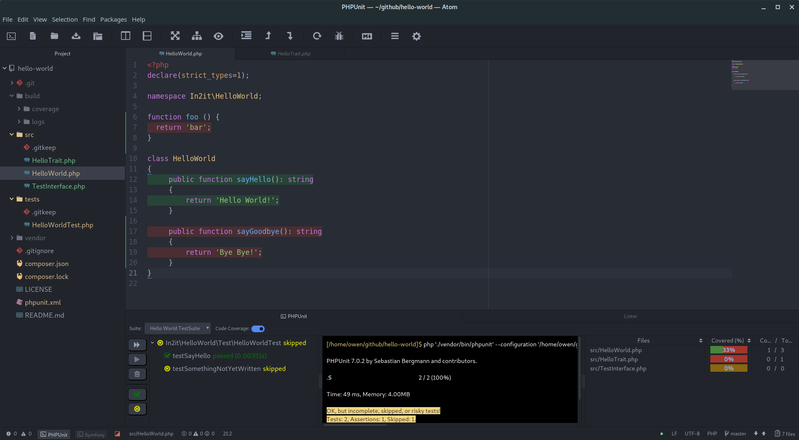 PHPUnit — ~/github/hello-world — Atom
File Edit View Selection Find Packages Help
Project
HelloWorld.php
HelloTrait.php
hello-world
.git
build
coverage
logs
src
.gitkeep
HelloTrait.php
HelloWorld.php
TestInterface.php
tests
.gitkeep
HelloWorldTest.php
vendor
.gitignore
composer.json
composer.lock
LICENSE
phpunit.xml
README.md
1 <?php
2 declare(strict_types=1);
3
4 namespace In2it\HelloWorld;
5
6 function foo () {
7 return 'bar';
8 }
9
10 class HelloWorld
11 {
12 public function sayHello(): string
13 {
14 return 'Hello World!';
15 }
16
17 public function sayGoodbye(): string
18 {
19 return 'Bye Bye!';
20 }
21 }
22
PHPUnit
Linter
Suite: Hello World TestSuite Code Coverage:
In2it\HelloWorld\Test\HelloWorldTest skipped
testSayHello passed
testSomethingNotYetWritten skipped
[/home/owen/github/hello-world]$ php './vendor/bin/phpunit' --configuration '/home/owen/
PHPUnit 7.0.2 by Sebastian Bergmann and contributors.
.S 2 / 2 (100%)
Time: 49 ms, Memory: 4.00MB
OK, but incomplete, skipped, or risky tests!
Tests: 2, Assertions: 1, Skipped: 1.
Files Covered (%) Co... / To...
src/HelloWorld.php 33% 1 / 3
src/HelloTrait.php 0% 0 / 1
src/TestInterface.php 0% 0 / 0
0 0 PHPUnit Symfony src/HelloWorld.php 0 0 0 21:2
LF UTF-8 PHP master 7 files